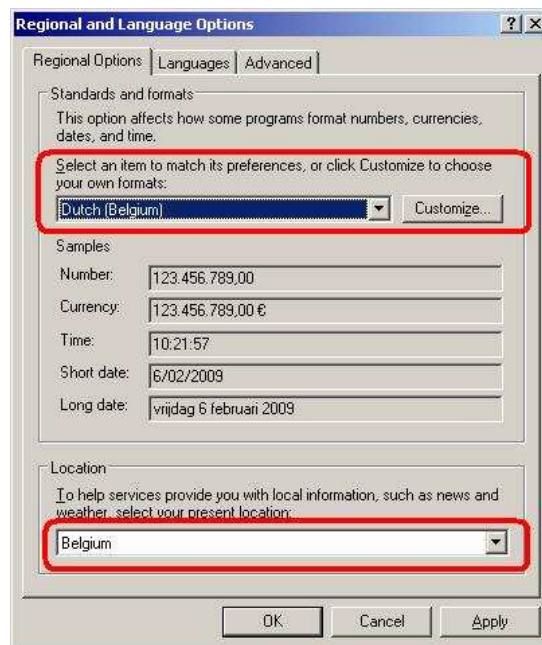 Regional and Language Options
Regional Options Languages Advanced
Standards and formats
This option affects how some programs format numbers, currencies,
dates, and time.
Select an item to match its preferences, or click Customize to choose
your own formats:
Dutch (Belgium) Customize...
Samples
Number: 123.456.789,00
Currency: 123.456.789,00 €
Time: 10:21:57
Short date: 6/02/2009
Long date: vrijdag 6 februari 2009
Location
To help services provide you with local information, such as news and
weather, select your present location:
Belgium
OK Cancel Apply